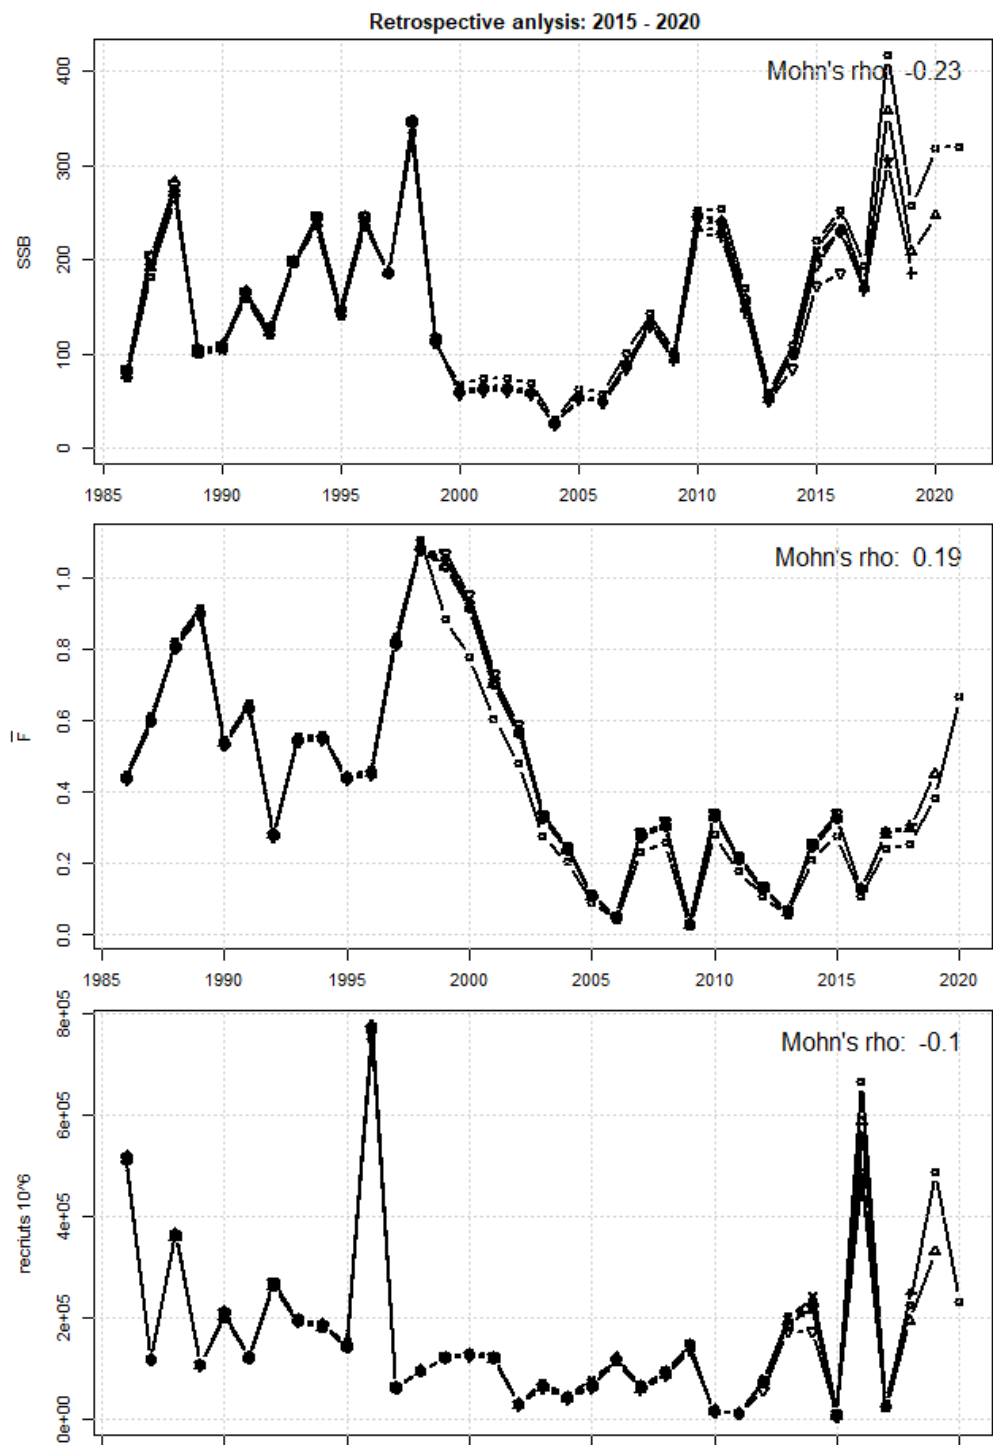 Retrospective anlysis: 2015 - 2020
Mohn's rho: -0.23
SSB
400
300
200
100
0
1985 1990 1995 2000 2005 2010 2015 2020
Mohn's rho: 0.19
F
1.0
0.8
0.6
0.4
0.2
0.0
1985 1990 1995 2000 2005 2010 2015 2020
Mohn's rho: -0.1
recriuts 10^6
8e+05
6e+05
4e+05
2e+05
0e+00